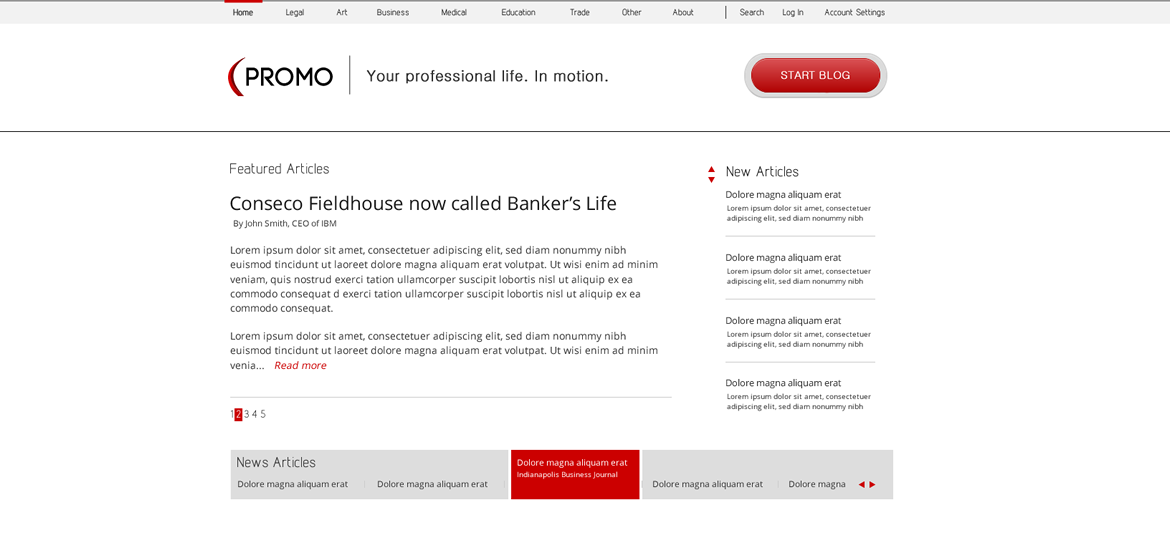 Home Legal Art Business Medical Education Trade Other About Search Log In Account Settings
PROMO Your professional life. In motion. START BLOG
Featured Articles
Conseco Fieldhouse now called Banker's Life
By John Smith, CEO of IBM
Lorem ipsum dolor sit amet, consectetuer adipiscing elit, sed diam nonummy nibh
euismod tincidunt ut laoreet dolore magna aliquam erat volutpat. Ut wisi enim ad minim
veniam, quis nostrud exerci tation ullamcorper suscipit lobortis nisl ut aliquip ex ea
commodo consequat d exerci tation ullamcorper suscipit lobortis nisl ut aliquip ex ea
commodo consequat.
Lorem ipsum dolor sit amet, consectetuer adipiscing elit, sed diam nonummy nibh
euismod tincidunt ut laoreet dolore magna aliquam erat volutpat. Ut wisi enim ad minim
venia... Read more
1 2 3 4 5
New Articles
Dolore magna aliquam erat
Lorem ipsum dolor sit amet, consectetuer
adipiscing elit, sed diam nonummy nibh
Dolore magna aliquam erat
Lorem ipsum dolor sit amet, consectetuer
adipiscing elit, sed diam nonummy nibh
Dolore magna aliquam erat
Lorem ipsum dolor sit amet, consectetuer
adipiscing elit, sed diam nonummy nibh
Dolore magna aliquam erat
Lorem ipsum dolor sit amet, consectetuer
adipiscing elit, sed diam nonummy nibh
News Articles
Dolore magna aliquam erat
Dolore magna aliquam erat
Dolore magna aliquam erat
Indianapolis Business Journal
Dolore magna aliquam erat
Dolore magna